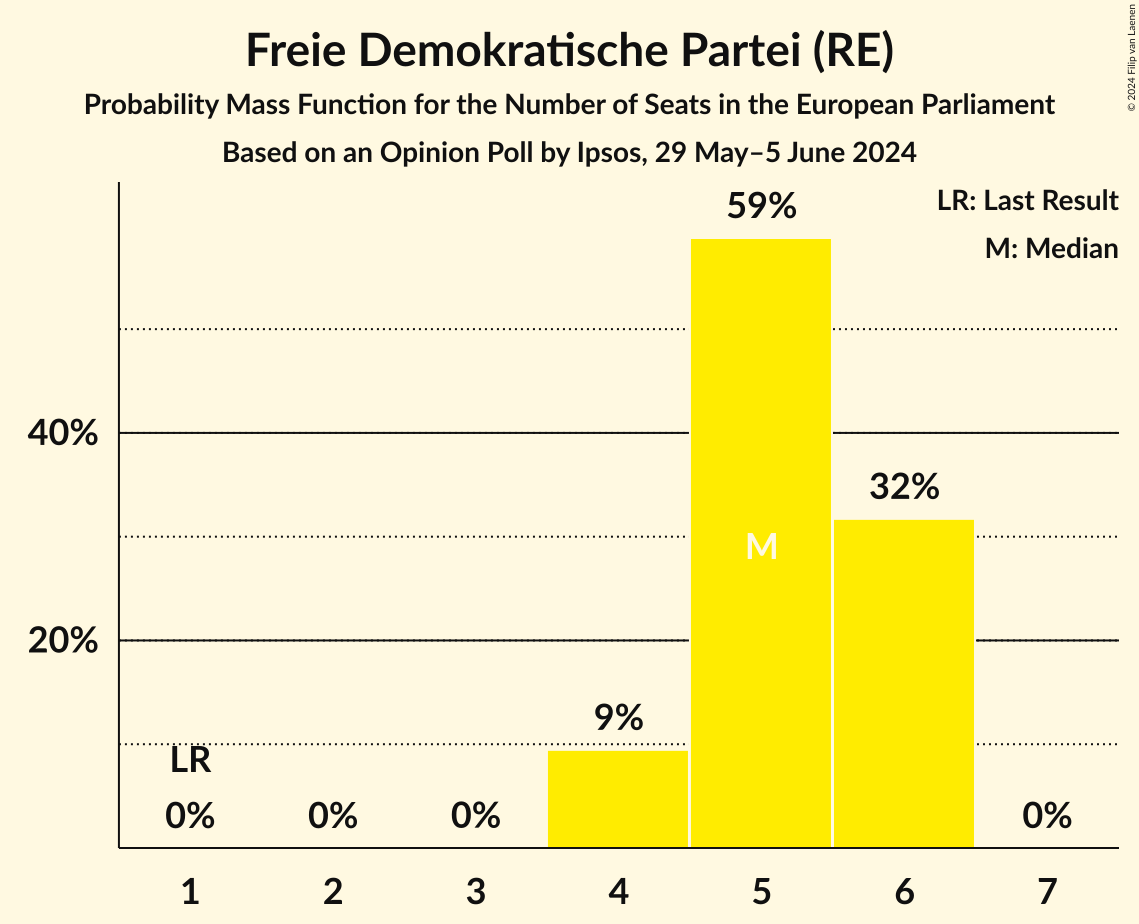 Freie Demokratische Partei (RE)
Probability Mass Function for the Number of Seats in the European Parliament
Based on an Opinion Poll by Ipsos, 29 May–5 June 2024
© 2024 Filip van Laenen
LR: Last Result
M: Median
59%
40%
32%
M
20%
9%
LR
0%
0%
0%
0%
1 2 3 4 5 6 7